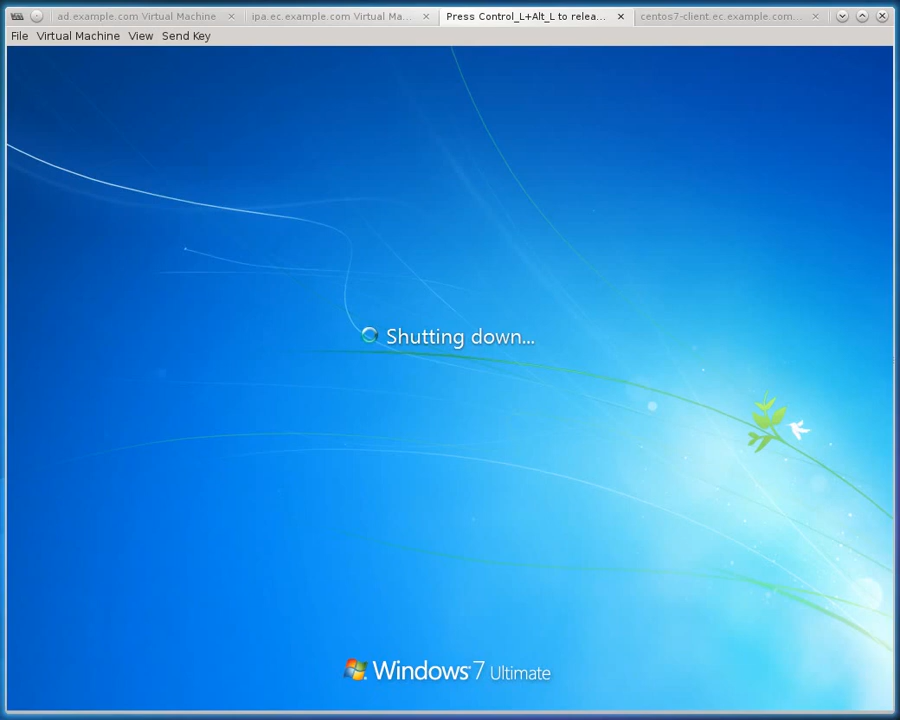 ad.example.com Virtual Machine
ipa.ec.example.com Virtual Ma...
Press Control_L+Alt_L to relea...
centos7-client.ec.example.com...
File Virtual Machine View Send Key
Shutting down...
Windows 7 Ultimate